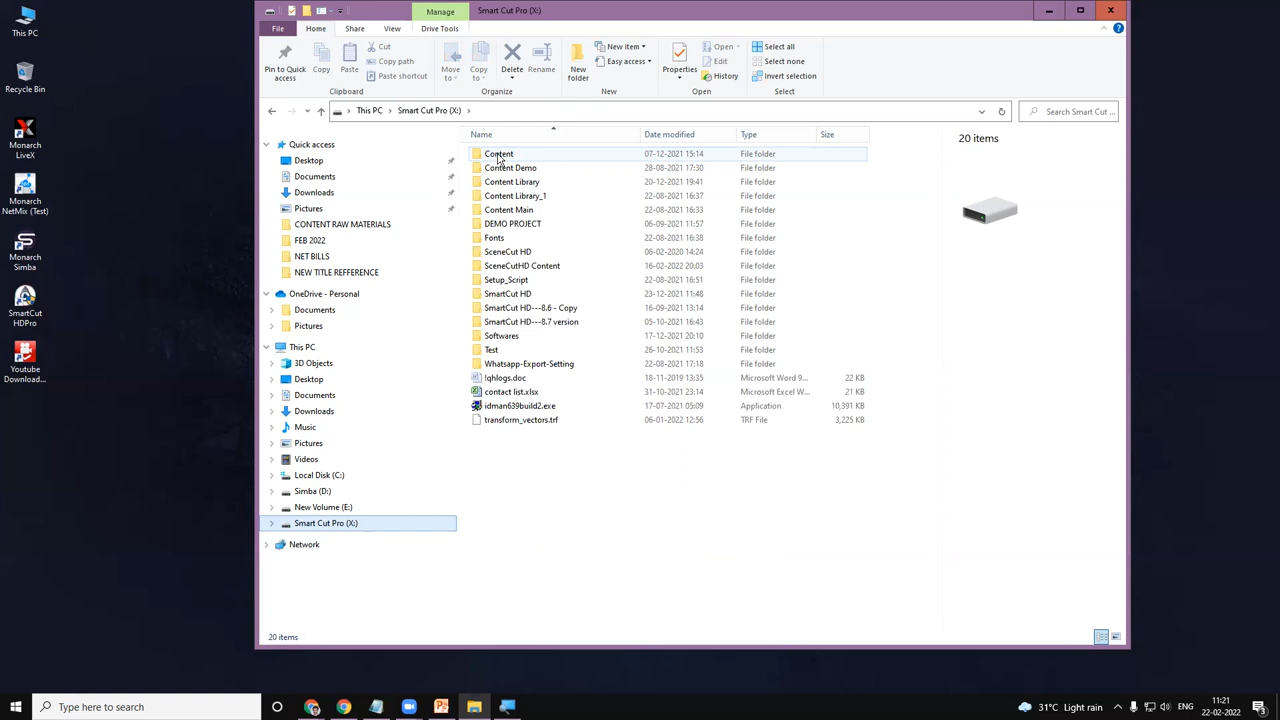 This PC
Recycle Bin
Monarch
LiveX
Monarch
NetMix (Test)
Monarch
Simba
SmartCut
HDPro
Youtube
Download...
Manage
Smart Cut Pro (X:)
File
Home
Share
View
Drive Tools
Pin to Quick
access
Copy
Paste
Cut
Copy path
Paste shortcut
Clipboard
Move
to
Copy
to
Delete
Rename
Organize
New
folder
New item
Easy access
New
Properties
Open
Edit
History
Open
Select all
Select none
Invert selection
Select
This PC
Smart Cut Pro (X:)
Search Smart Cut ...
Quick access
Desktop
Documents
Downloads
Pictures
CONTENT RAW MATERIALS
FEB 2022
NET BILLS
NEW TITLE REFFERENCE
OneDrive - Personal
Documents
Pictures
This PC
3D Objects
Desktop
Documents
Downloads
Music
Pictures
Videos
Local Disk (C:)
Simba (D:)
New Volume (E:)
Smart Cut Pro (X:)
Network
Name Date modified Type Size
Content 07-12-2021 15:14 File folder
Content Demo 28-08-2021 17:30 File folder
Content Library 20-12-2021 19:41 File folder
Content Library_1 22-08-2021 16:37 File folder
Content Main 22-08-2021 16:33 File folder
DEMO PROJECT 06-09-2021 11:57 File folder
Fonts 22-08-2021 16:38 File folder
SceneCut HD 06-02-2020 14:24 File folder
SceneCutHD Content 16-02-2022 20:03 File folder
Setup_Script 22-08-2021 16:51 File folder
SmartCut HD 23-12-2021 11:48 File folder
SmartCut HD---8.6 - Copy 16-09-2021 13:14 File folder
SmartCut HD---8.7 version 05-10-2021 16:43 File folder
Softwares 17-12-2021 20:10 File folder
Test 26-10-2021 11:53 File folder
Whatsapp-Export-Setting 22-08-2021 17:18 File folder
!qhlogs.doc 18-11-2019 13:35 Microsoft Word 9... 22 KB
contact list.xlsx 31-10-2021 23:14 Microsoft Excel W... 21 KB
idman639build2.exe 17-07-2021 05:09 Application 10,391 KB
transform_vectors.trf 06-01-2022 12:56 TRF File 3,225 KB
20 items
20 items
Type here to search
31°C Light rain
ENG
11:21
22-02-2022
3